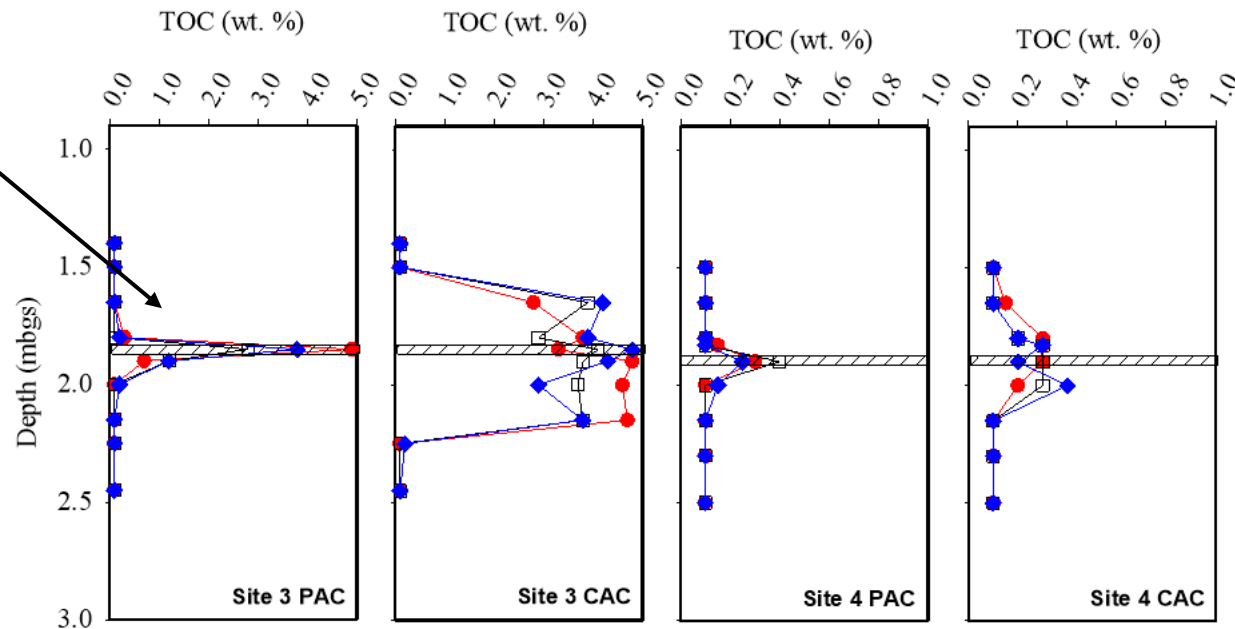 TOC (wt. %) TOC (wt. %) TOC (wt. %) TOC (wt. %)
0.0 1.0 2.0 3.0 4.0 5.0 0.0 1.0 2.0 3.0 4.0 5.0 0.0 0.2 0.4 0.6 0.8 1.0 0.0 0.2 0.4 0.6 0.8 1.0
Depth (mbgs)
1.0
1.5
2.0
2.5
3.0
Site 3 PAC Site 3 CAC Site 4 PAC Site 4 CAC